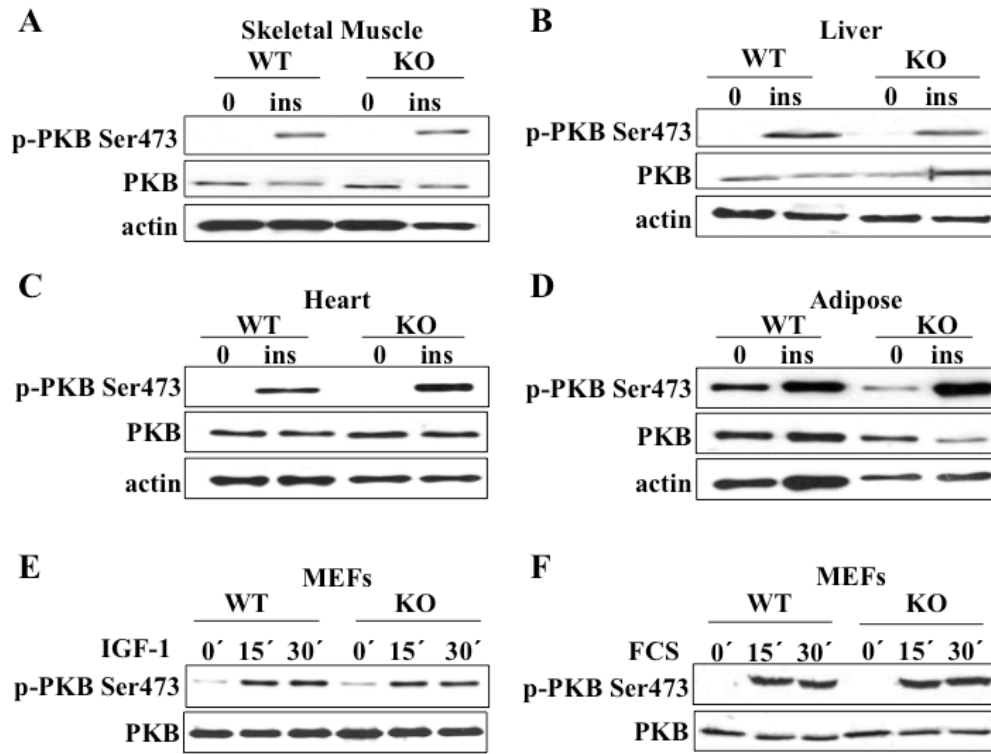 A
Skeletal Muscle
WT KO
0 ins 0 ins
p-PKB Ser473
PKB
actin
B
Liver
WT KO
0 ins 0 ins
p-PKB Ser473
PKB
actin
C
Heart
WT KO
0 ins 0 ins
p-PKB Ser473
PKB
actin
D
Adipose
WT KO
0 ins 0 ins
p-PKB Ser473
PKB
actin
E
MEFs
WT KO
IGF-1 0´ 15´ 30´ 0´ 15´ 30´
p-PKB Ser473
PKB
F
MEFs
WT KO
FCS 0´ 15´ 30´ 0´ 15´ 30´
p-PKB Ser473
PKB